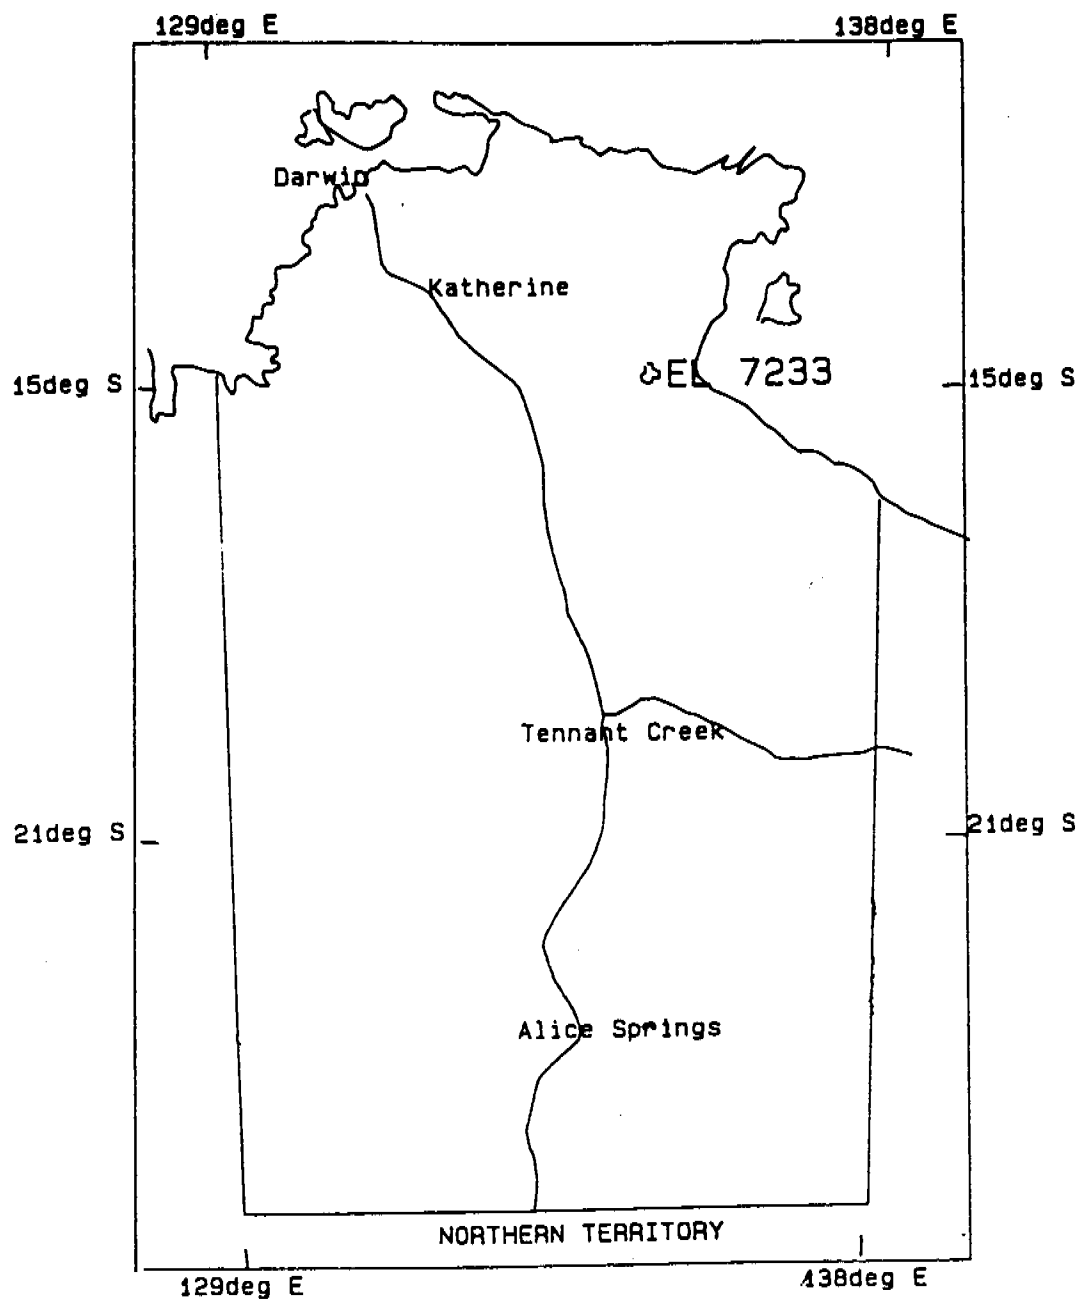 129deg E
138deg E
Darwin
Katherine
15deg S
EL 7233
15deg S
Tennant Creek
21deg S
21deg S
Alice Springs
NORTHERN TERRITORY
129deg E
138deg E